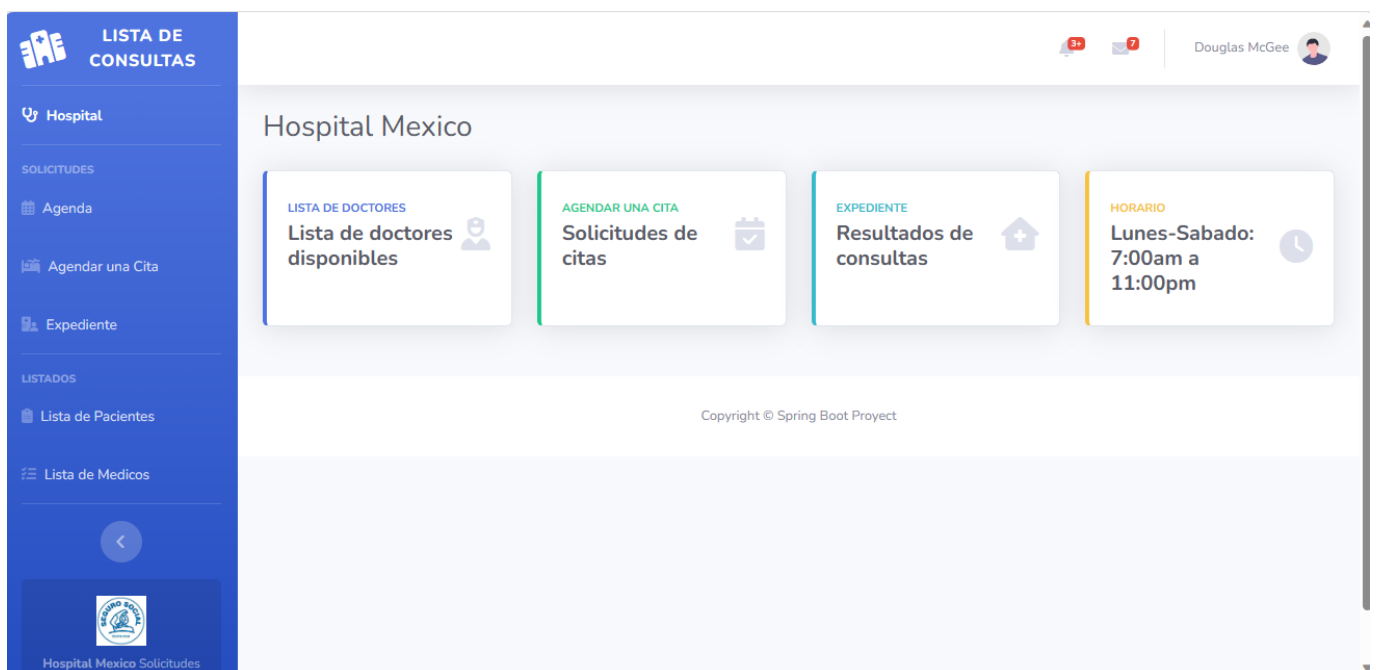 LISTA DE
CONSULTAS
3+
7
Douglas McGee
Hospital
Hospital Mexico
SOLICITUDES
Agenda
Agendar una Cita
Expediente
LISTADOS
Lista de Pacientes
Lista de Medicos
LISTA DE DOCTORES
Lista de doctores
disponibles
AGENDAR UNA CITA
Solicitudes de
citas
EXPEDIENTE
Resultados de
consultas
HORARIO
Lunes-Sabado:
7:00am a
11:00pm
Copyright © Spring Boot Proyect
SEGURO SOCIAL
Hospital Mexico Solicitudes